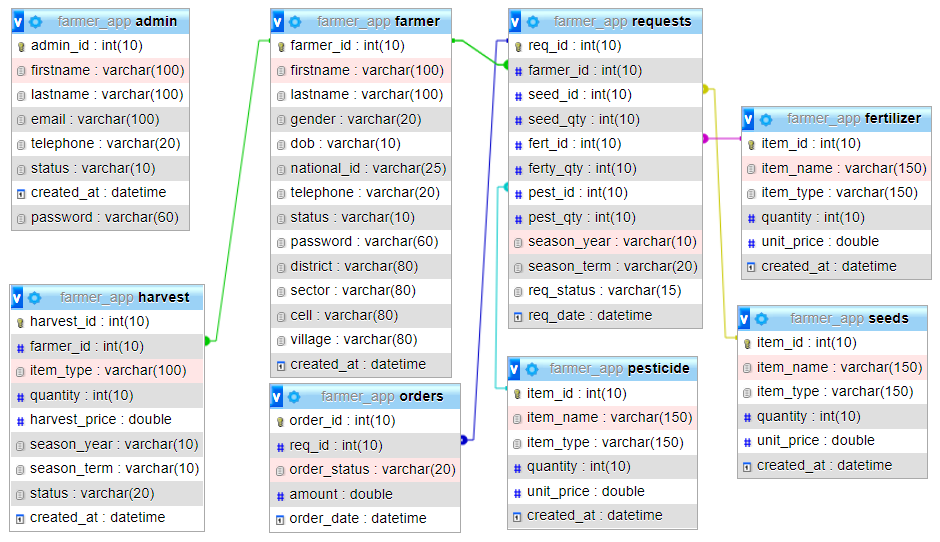 farmer_app admin
admin_id : int(10)
firstname : varchar(100)
lastname : varchar(100)
email : varchar(100)
telephone : varchar(20)
status : varchar(10)
created_at : datetime
password : varchar(60)
farmer_app farmer
farmer_id : int(10)
firstname : varchar(100)
lastname : varchar(100)
gender : varchar(20)
dob : varchar(10)
national_id : varchar(25)
telephone : varchar(20)
status : varchar(10)
password : varchar(60)
district : varchar(80)
sector : varchar(80)
cell : varchar(80)
village : varchar(80)
created_at : datetime
farmer_app requests
req_id : int(10)
farmer_id : int(10)
seed_id : int(10)
seed_qty : int(10)
fert_id : int(10)
ferty_qty : int(10)
pest_id : int(10)
pest_qty : int(10)
season_year : varchar(10)
season_term : varchar(20)
req_status : varchar(15)
req_date : datetime
farmer_app fertilizer
item_id : int(10)
item_name : varchar(150)
item_type : varchar(150)
quantity : int(10)
unit_price : double
created_at : datetime
farmer_app harvest
harvest_id : int(10)
farmer_id : int(10)
item_type : varchar(100)
quantity : int(10)
harvest_price : double
season_year : varchar(10)
season_term : varchar(10)
status : varchar(20)
created_at : datetime
farmer_app orders
order_id : int(10)
req_id : int(10)
order_status : varchar(20)
amount : double
order_date : datetime
farmer_app pesticide
item_id : int(10)
item_name : varchar(150)
item_type : varchar(150)
quantity : int(10)
unit_price : double
created_at : datetime
farmer_app seeds
item_id : int(10)
item_name : varchar(150)
item_type : varchar(150)
quantity : int(10)
unit_price : double
created_at : datetime